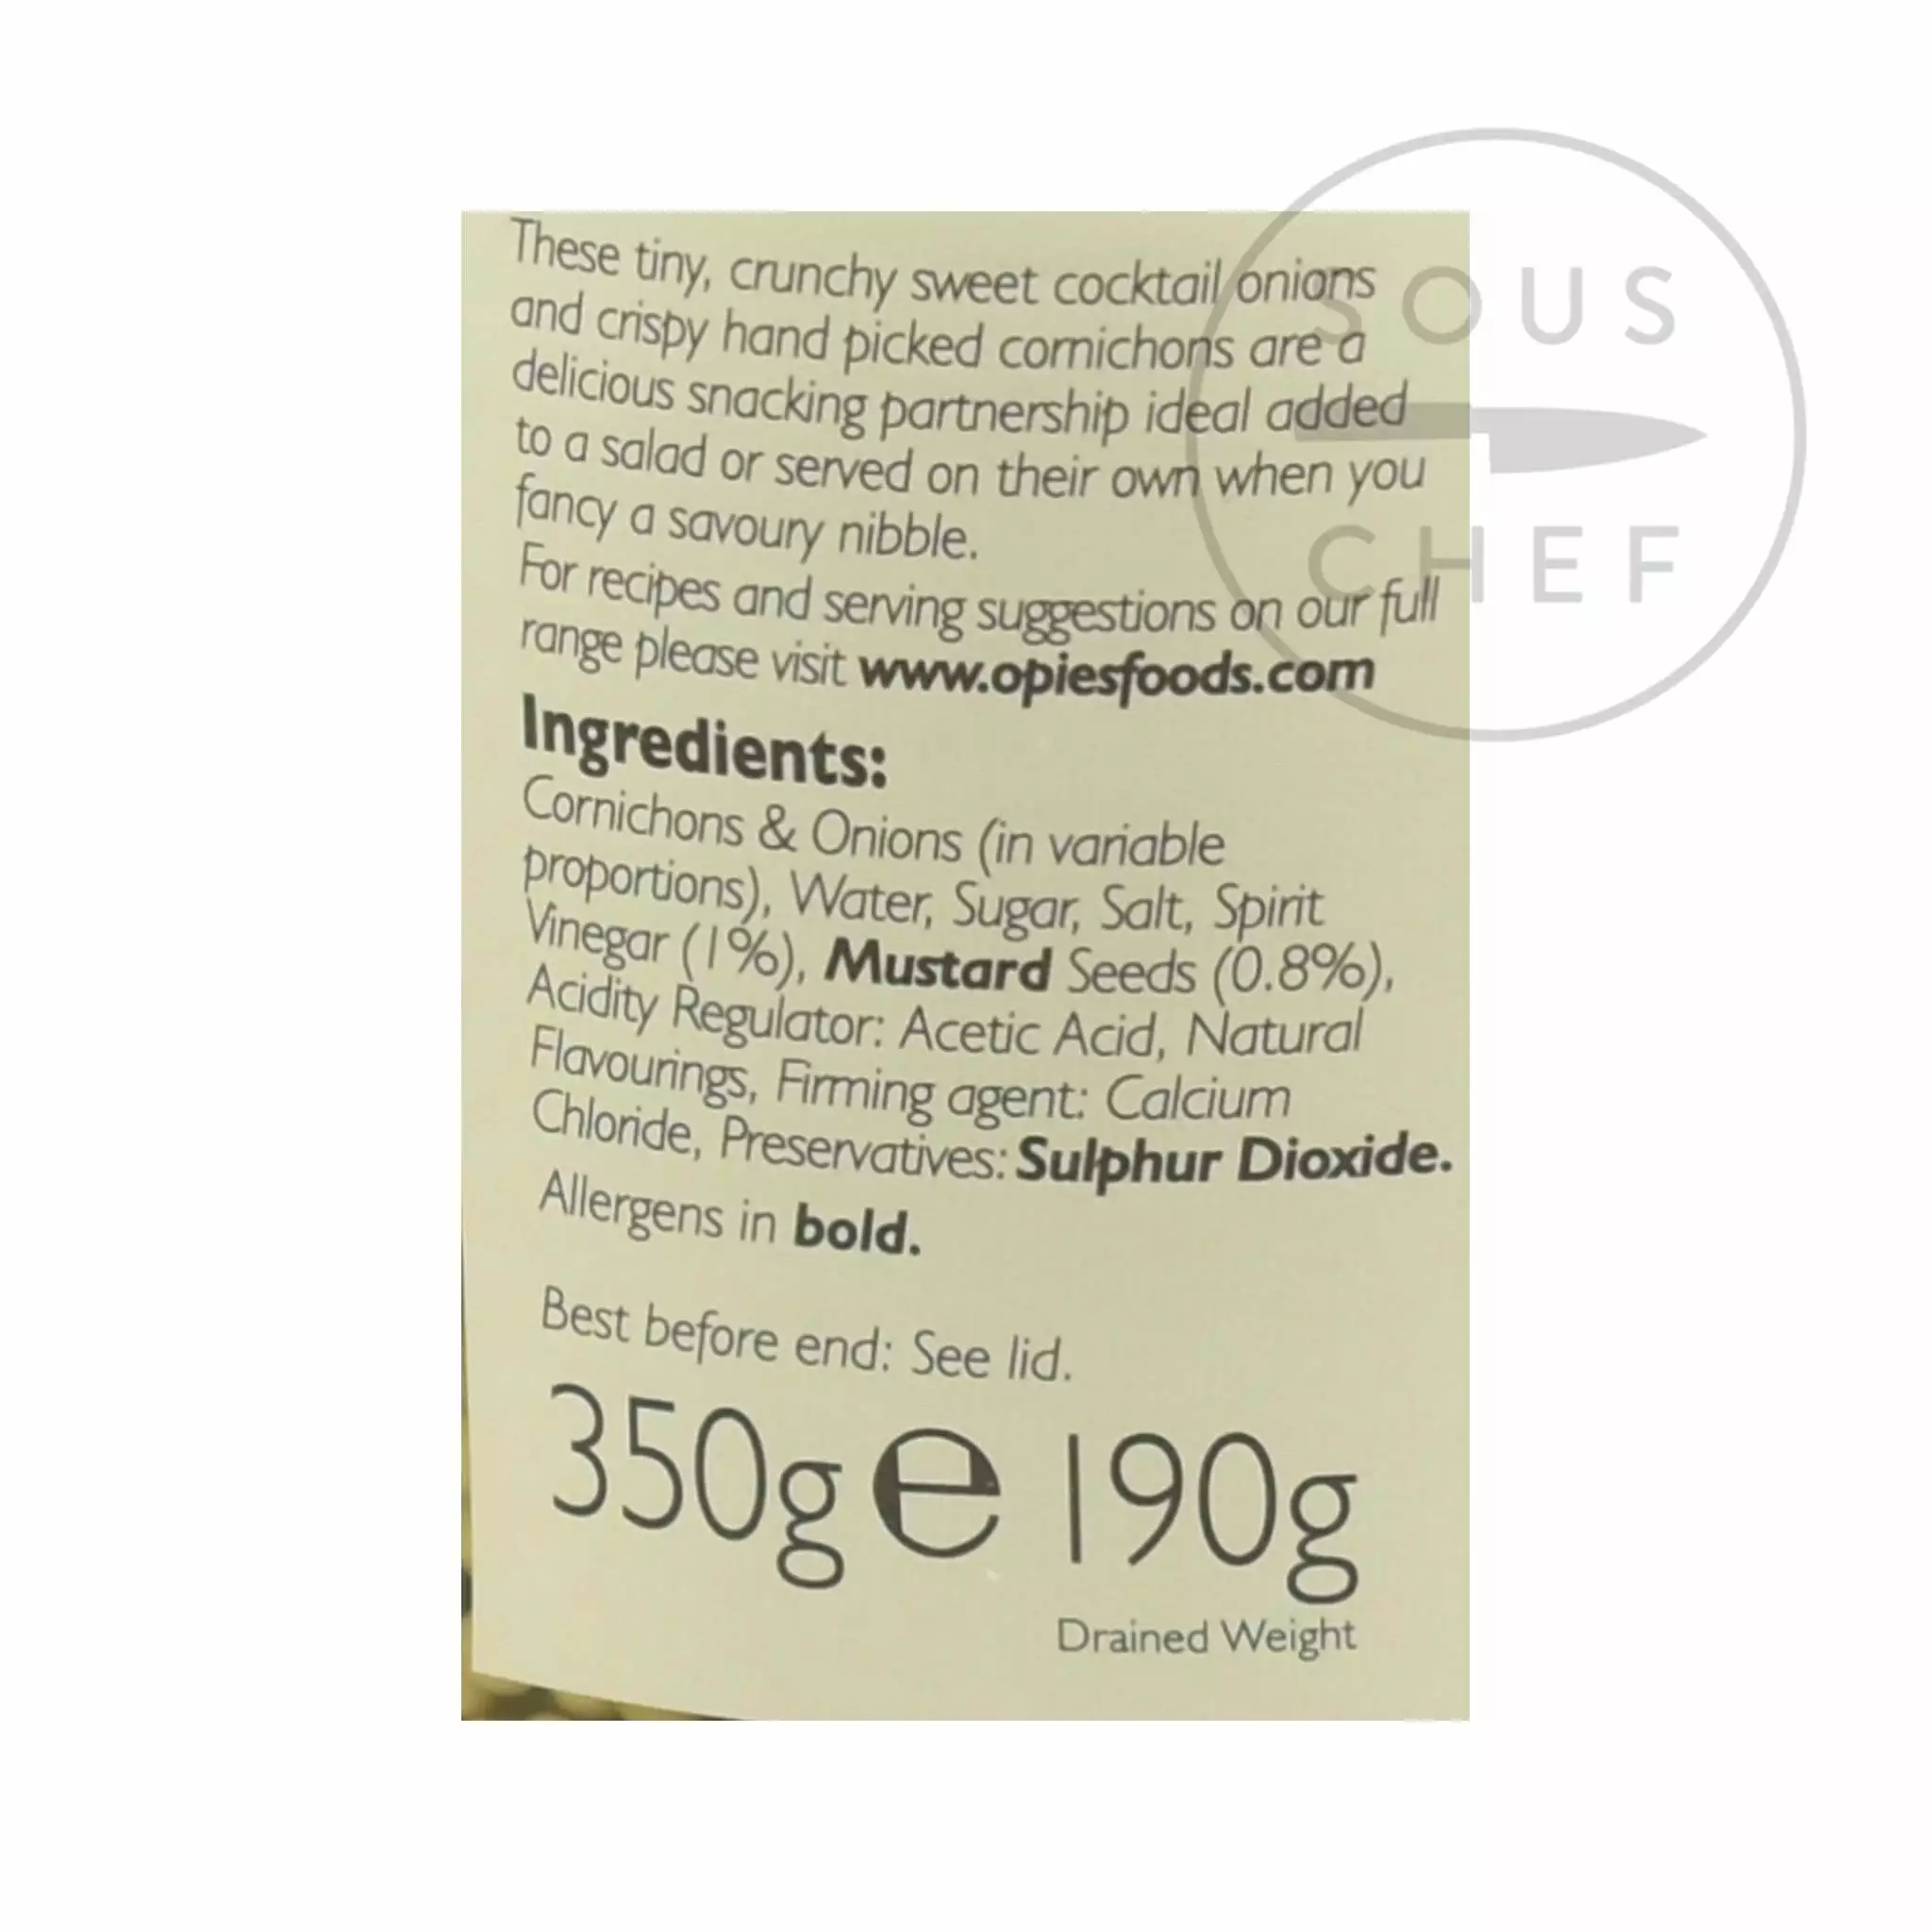 These tiny, crunchy sweet cocktail onions
and crispy hand picked cornichons are a
delicious snacking partnership ideal added
to a salad or served on their own when you
fancy a savoury nibble.
For recipes and serving suggestions on our full
range please visit www.opiesfoods.com
Ingredients:
Cornichons & Onions (in variable
proportions), Water, Sugar, Salt, Spirit
Vinegar (1%), Mustard Seeds (0.8%),
Acidity Regulator: Acetic Acid, Natural
Flavourings, Firming agent: Calcium
Chloride, Preservatives: Sulphur Dioxide.
Allergens in bold.
Best before end: See lid.
350g e 190g
Drained Weight
SOUS
CHEF